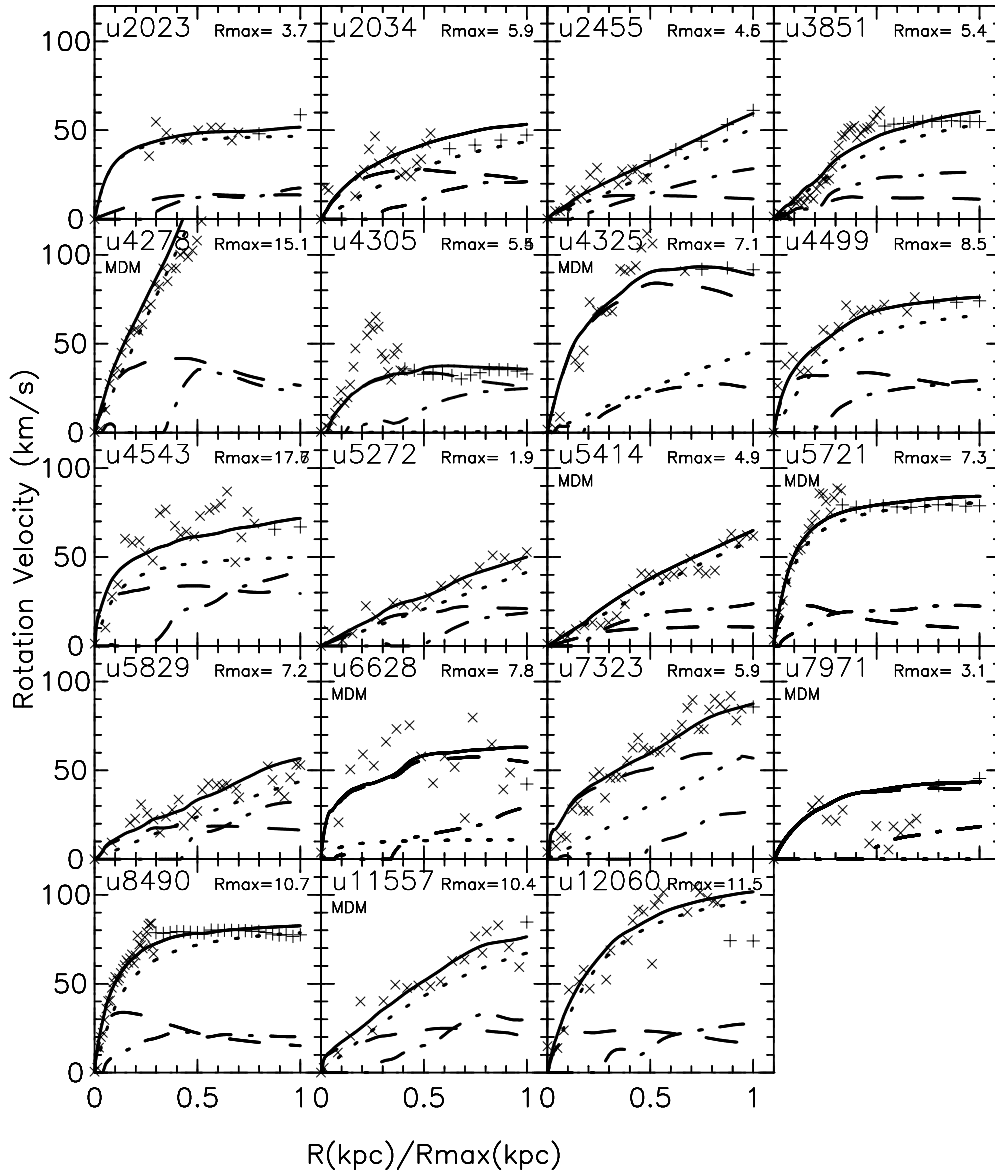 u2023 Rmax= 3.7 u2034 Rmax= 5.9 u2455 Rmax= 4.6 u3851 Rmax= 5.4
100
50
0
u4278 Rmax=15.1 u4305 Rmax= 5.5 u4325 Rmax= 7.1 u4499 Rmax= 8.5
MDM MDM
100
50
0
u4543 Rmax=17.6 u5272 Rmax= 1.9 u5414 Rmax= 4.9 u5721 Rmax= 7.3
MDM MDM
100
50
0
Rotation Velocity (km/s)
u5829 Rmax= 7.2 u6628 Rmax= 7.8 u7323 Rmax= 5.9 u7971 Rmax= 3.1
MDM MDM
100
50
0
u8490 Rmax=10.7 u11557 Rmax=10.4 u12060 Rmax=11.5
MDM
100
50
0
0 0.5 1 0 0.5 1 0 0.5 1
R(kpc)/Rmax(kpc)